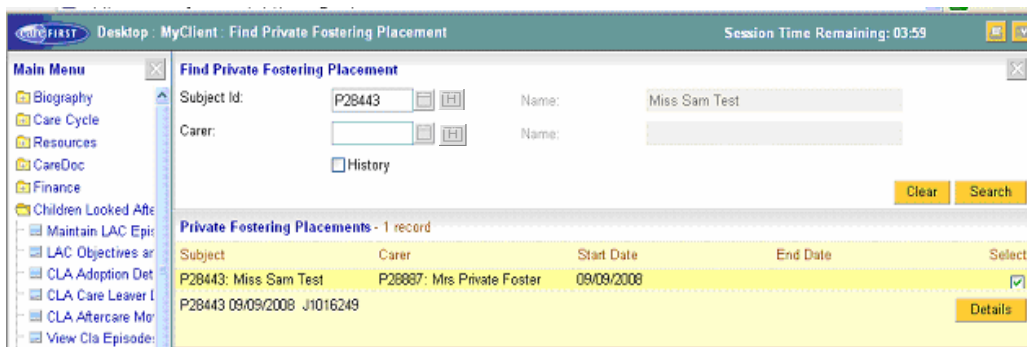 CareFIRST Desktop : MyClient : Find Private Fostering Placement Session Time Remaining: 03:59
Main Menu
Biography
Care Cycle
Resources
CareDoc
Finance
Children Looked Afte
Maintain LAC Epis
LAC Objectives ar
CLA Adoption Det
CLA Care Leaver
CLA Aftercare Mo
View Cla Episode
Find Private Fostering Placement
Subject Id: P28443 H Name: Miss Sam Test
Carer: H Name:
History
Clear Search
Private Fostering Placements - 1 record
Subject Carer Start Date End Date Select
P28443: Miss Sam Test P28887: Mrs Private Foster 09/09/2008
P28443 09/09/2008 J1016249 Details